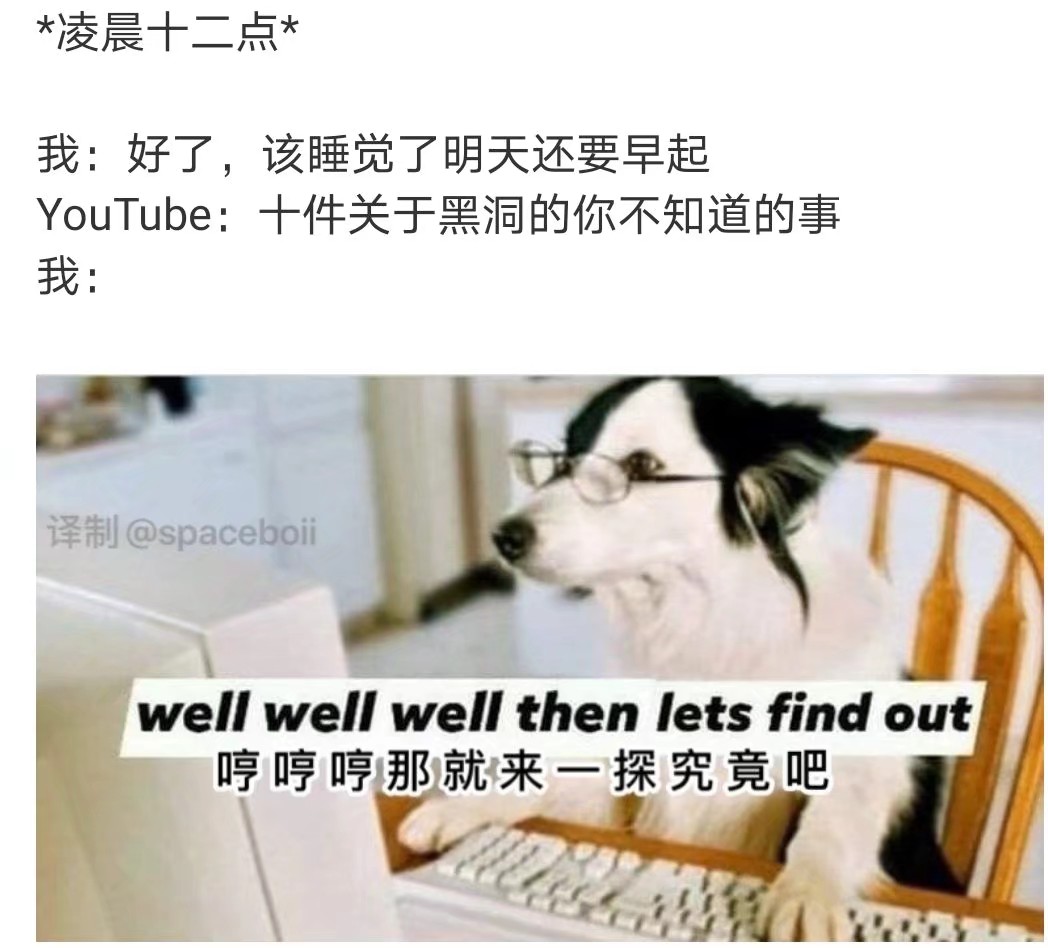 *凌晨十二点*
我：好了，该睡觉了明天还要早起
YouTube：十件关于黑洞的你不知道的事
我：
译制@spaceboii
well well well then lets find out
哼哼哼那就来一探究竟吧